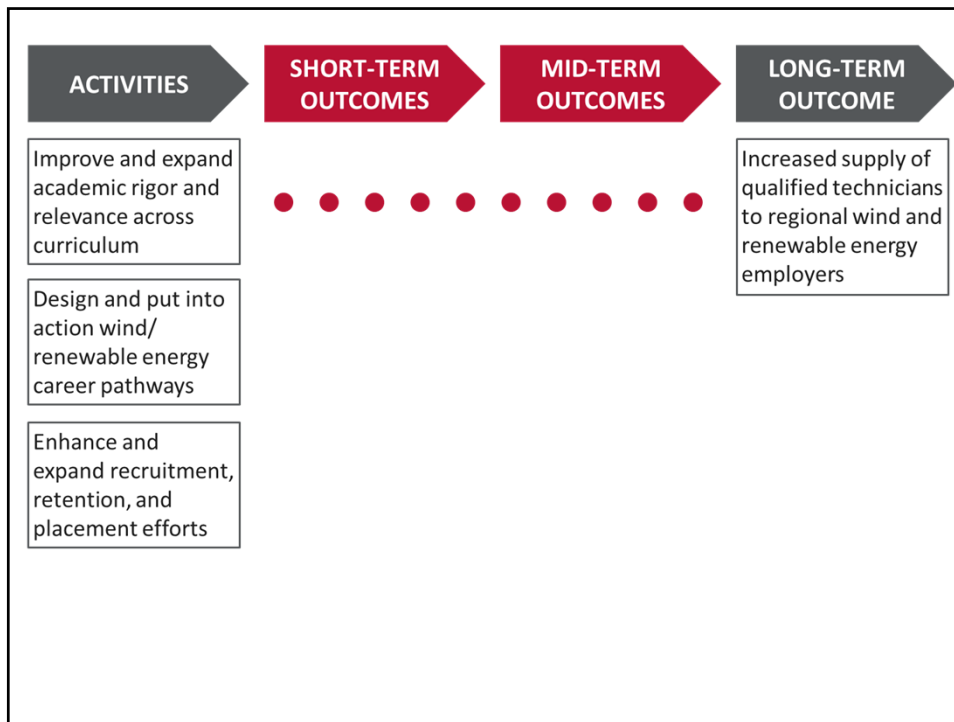 ACTIVITIES
SHORT-TERM
OUTCOMES
MID-TERM
OUTCOMES
LONG-TERM
OUTCOME
Improve and expand
academic rigor and
relevance across
curriculum
Design and put into
action wind/
renewable energy
career pathways
Enhance and
expand recruitment,
retention, and
placement efforts
Increased supply of
qualified technicians
to regional wind and
renewable energy
employers